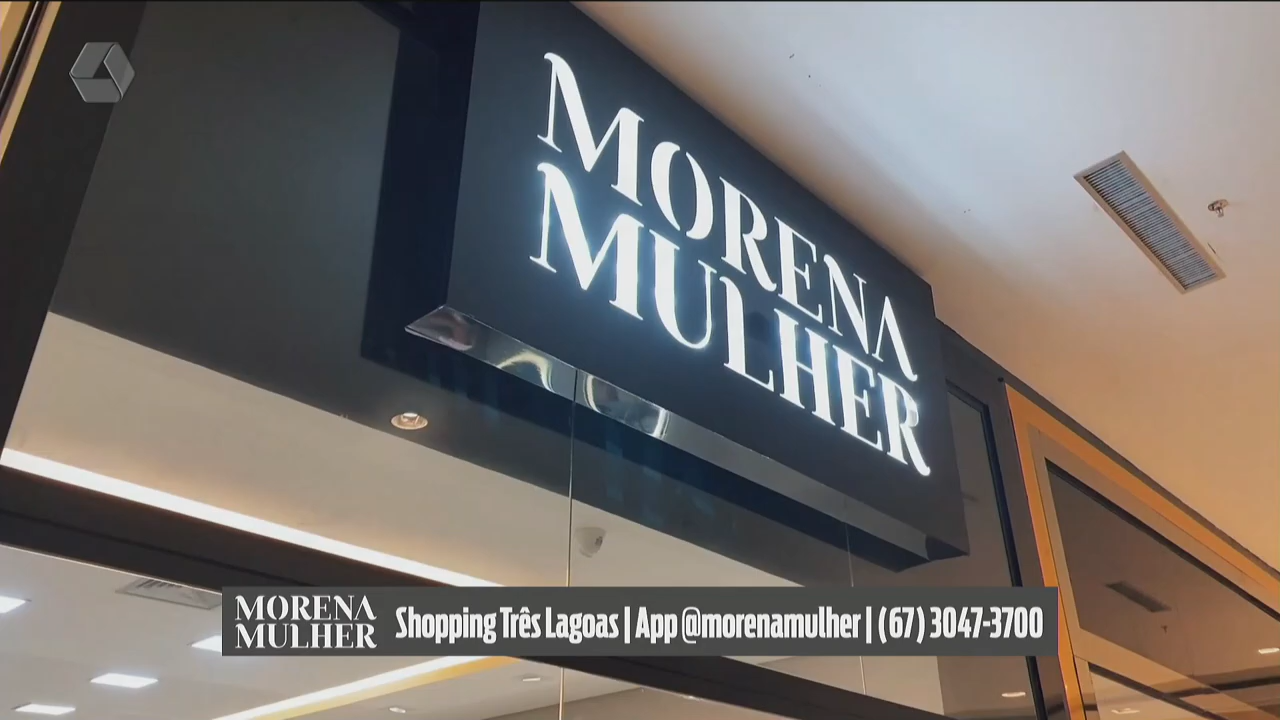 MORENA
MULHER
MORENA
MULHER
Shopping Três Lagoas | App @morenamulher | (67) 3047-3700